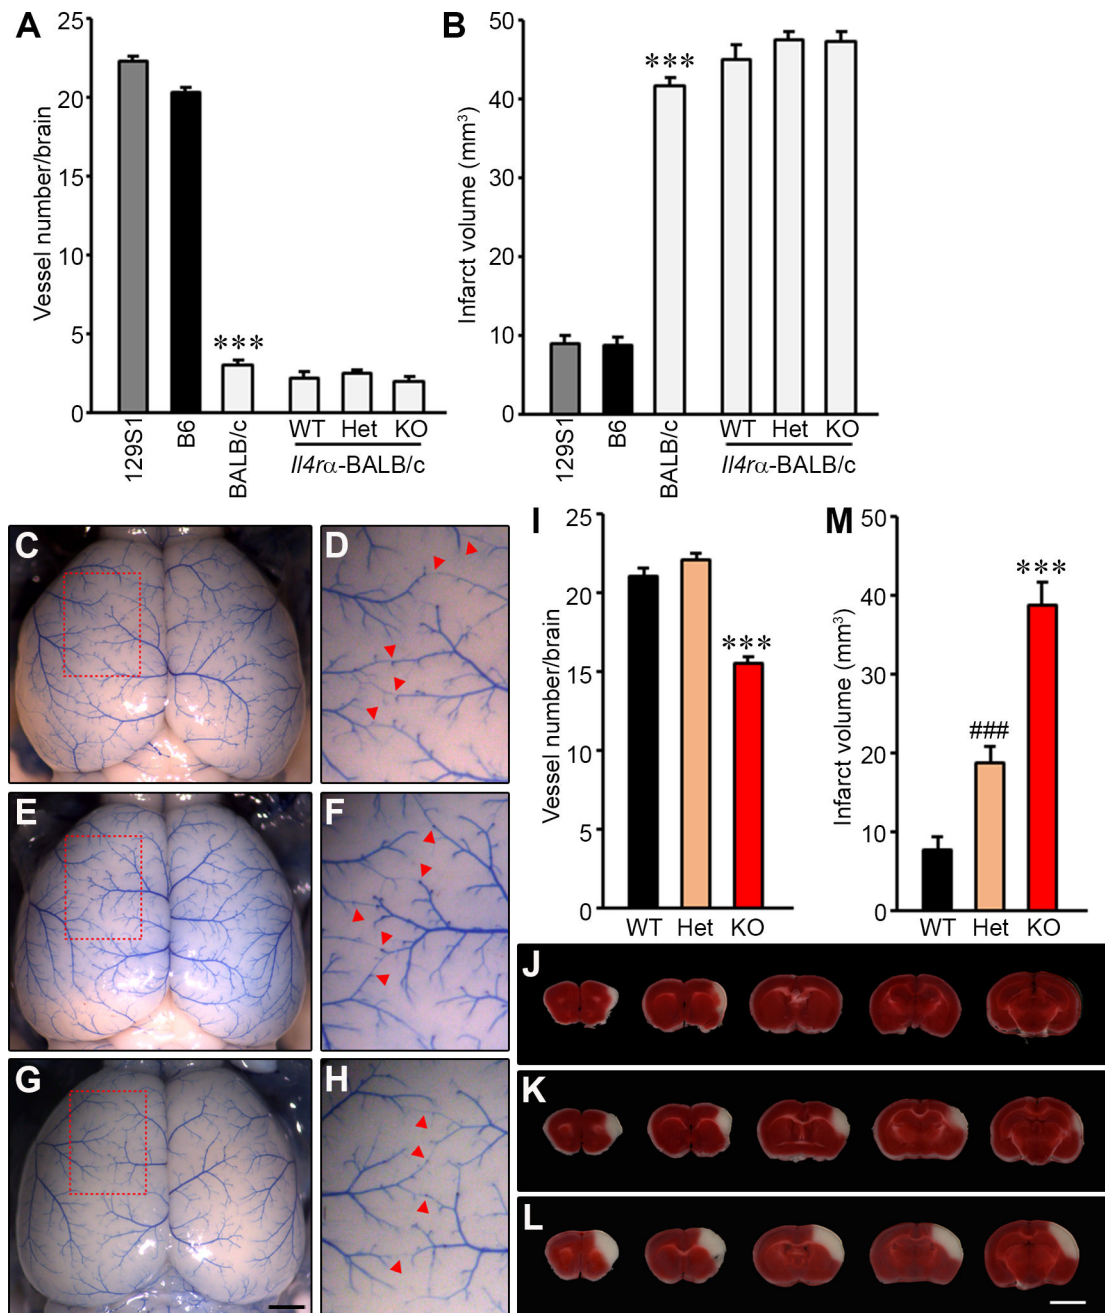 A
Vessel number/brain
25
20
15
10
5
0
***
129S1
B6
BALB/c
WT Het KO
Il4rα-BALB/c
B
Infarct volume (mm³)
50
40
30
20
10
0
***
129S1
B6
BALB/c
WT Het KO
Il4rα-BALB/c
C
D
E
F
G
H
I
Vessel number/brain
25
20
15
10
5
0
***
WT Het KO
M
Infarct volume (mm³)
50
40
30
20
10
0
###
***
WT Het KO
J
K
L